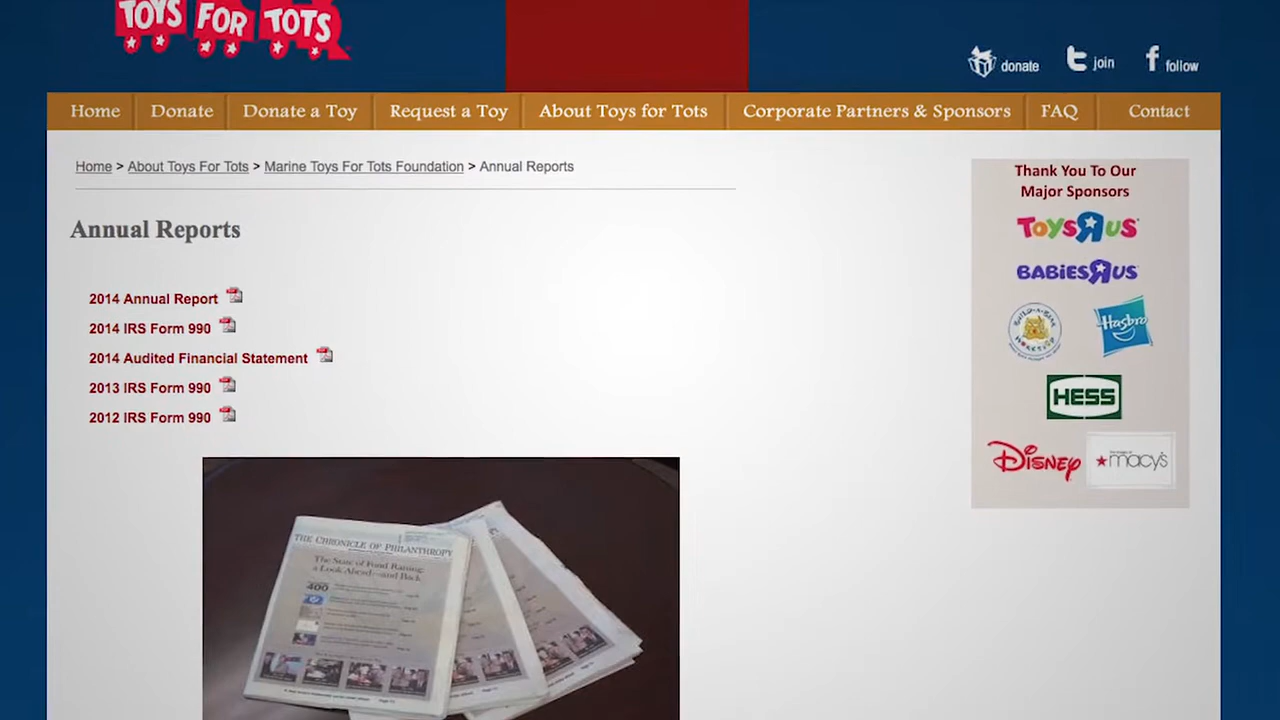 TOYS FOR TOTS
donate
join
follow
Home
Donate
Donate a Toy
Request a Toy
About Toys for Tots
Corporate Partners & Sponsors
FAQ
Contact
Home > About Toys For Tots > Marine Toys For Tots Foundation > Annual Reports
Annual Reports
2014 Annual Report
2014 IRS Form 990
2014 Audited Financial Statement
2013 IRS Form 990
2012 IRS Form 990
THE CHRONICLE OF PHILANTHROPY
The State of Fund Raising:
a Look Ahead—and Back
400
Thank You To Our
Major Sponsors
TOYS R US
BABIES R US
BUILD-A-BEAR
WORKSHOP
Hasbro
HESS
DISNEY
macy's